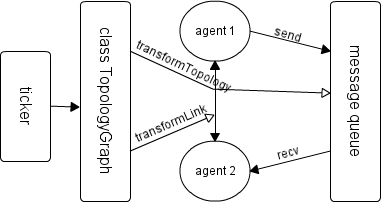 ticker
class TopologyGraph
transformTopology
transformLink
agent 1
agent 2
send
recv
message queue